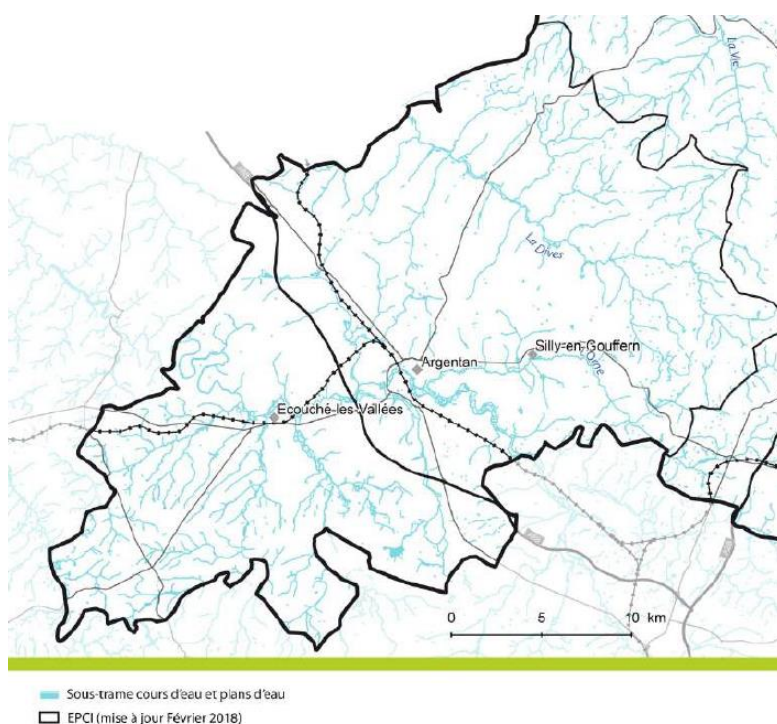 La Vie
La Dives
Silly-en-Gouffern
L'Orne
Argentan
Ecouché-les-Vallées
0 5 10 km
Sous-trame cours d'eau et plans d'eau
EPCI (mise à jour Février 2018)